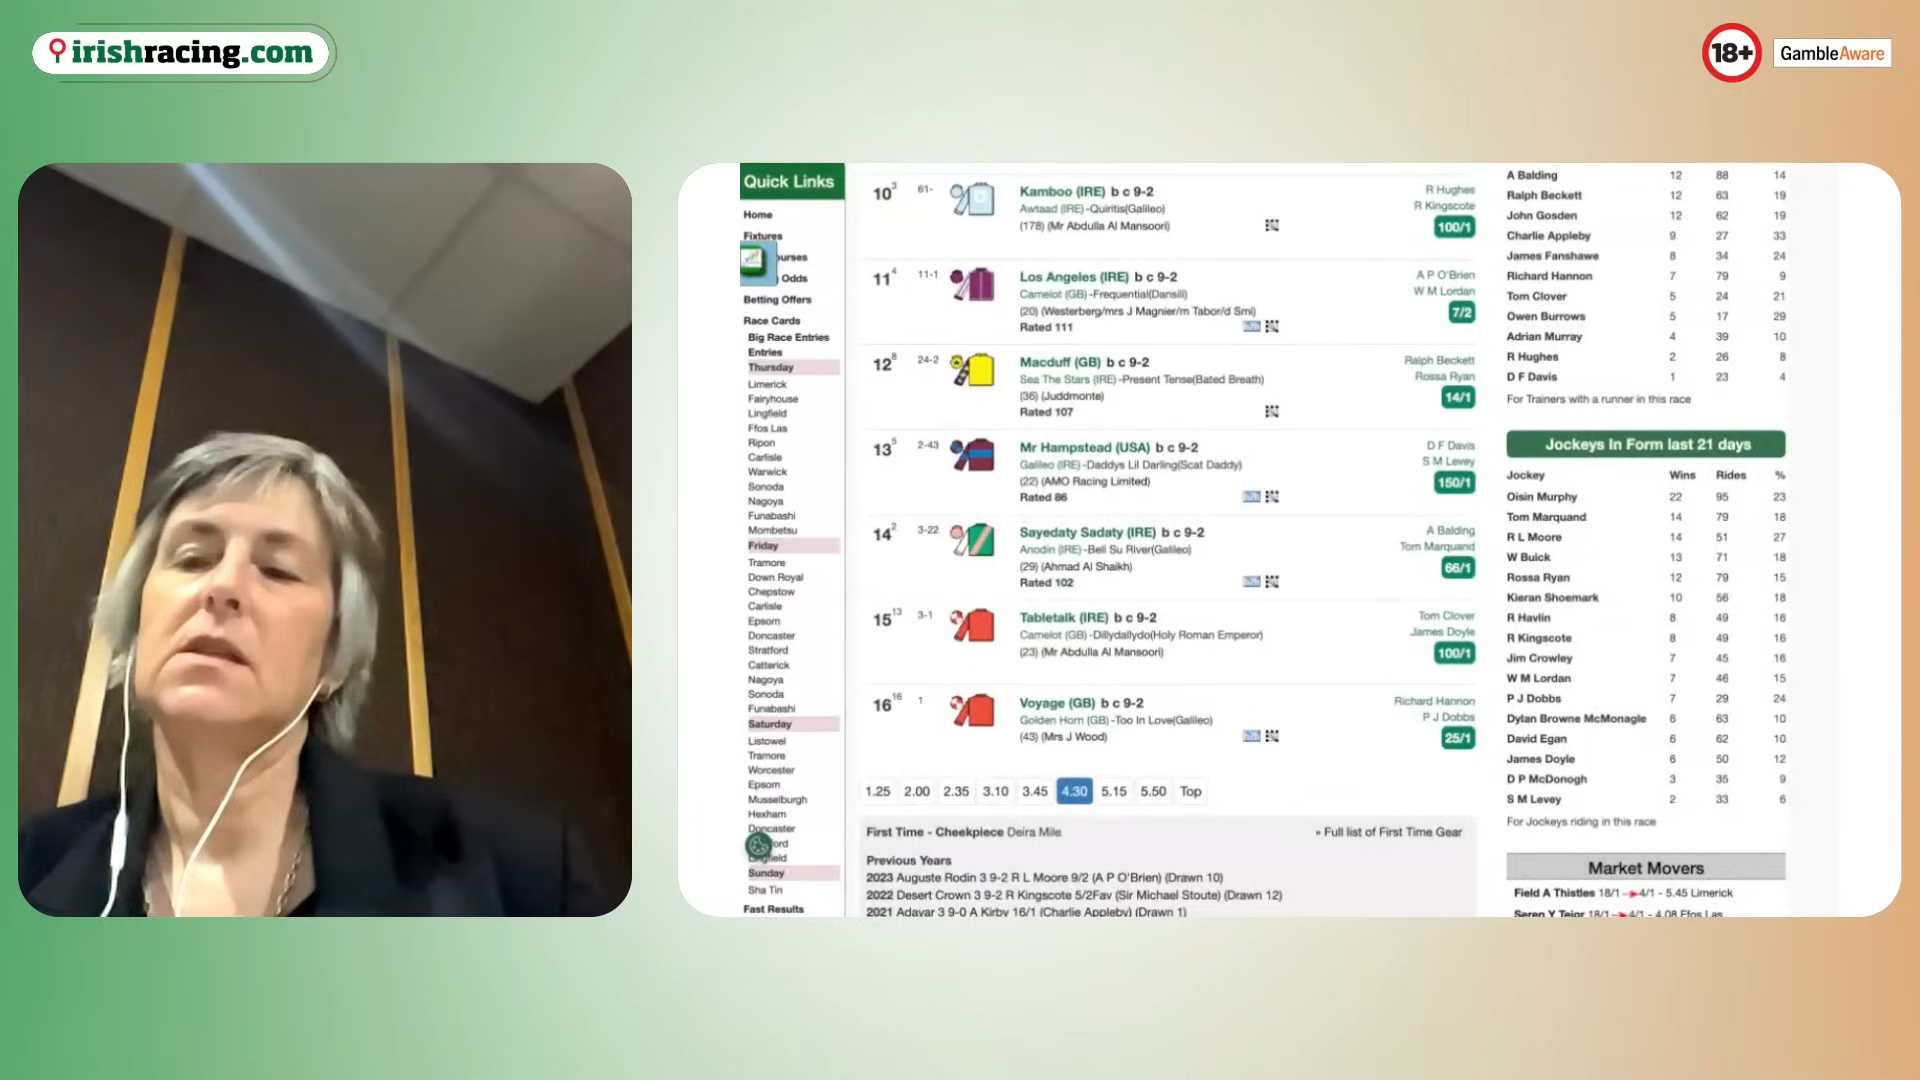 irishracing.com
18+
GambleAware
Quick Links
Home
Fixtures
ourses
Odds
Betting Offers
Race Cards
Big Race Entries
Entries
Thursday
Limerick
Fairyhouse
Lingfield
Ffos Las
Ripon
Carlisle
Warwick
Sonoda
Nagoya
Funabashi
Mombetsu
Friday
Tramore
Down Royal
Chepstow
Carlisle
Epsom
Doncaster
Stratford
Catterick
Nagoya
Sonoda
Funabashi
Saturday
Listowel
Tramore
Worcester
Epsom
Musselburgh
Hexham
Doncaster
ord
field
Sunday
Sha Tin
Fast Results
10 3 61- Kamboo (IRE) b c 9-2 R Hughes
Awtaad (IRE) -Quiritis(Galileo) R Kingscote
(178) (Mr Abdulla Al Mansoori) 100/1
11 4 11-1 Los Angeles (IRE) b c 9-2 A P O'Brien
Camelot (GB) -Frequential(Dansili) W M Lordan
(20) (Westerberg/mrs J Magnier/m Tabor/d Smi) 7/2
Rated 111
12 8 24-2 Macduff (GB) b c 9-2 Ralph Beckett
Sea The Stars (IRE) -Present Tense(Bated Breath) Rossa Ryan
(36) (Juddmonte) 14/1
Rated 107
13 5 2-43 Mr Hampstead (USA) b c 9-2 D F Davis
Galileo (IRE) -Daddys Lil Darling(Scat Daddy) S M Levey
(22) (AMO Racing Limited) 150/1
Rated 86
14 2 3-22 Sayedaty Sadaty (IRE) b c 9-2 A Balding
Anodin (IRE) -Bell Su River(Galileo) Tom Marquand
(29) (Ahmad Al Shaikh) 66/1
Rated 102
15 13 3-1 Tabletalk (IRE) b c 9-2 Tom Clover
Camelot (GB) -Dillydallydo(Holy Roman Emperor) James Doyle
(23) (Mr Abdulla Al Mansoori) 100/1
16 16 1 Voyage (GB) b c 9-2 Richard Hannon
Golden Horn (GB) -Too In Love(Galileo) P J Dobbs
(43) (Mrs J Wood) 25/1
1.25 2.00 2.35 3.10 3.45 4.30 5.15 5.50 Top
First Time - Cheekpiece Deira Mile » Full list of First Time Gear
Previous Years
2023 Auguste Rodin 3 9-2 R L Moore 9/2 (A P O'Brien) (Drawn 10)
2022 Desert Crown 3 9-2 R Kingscote 5/2Fav (Sir Michael Stoute) (Drawn 12)
2021 Adayar 3 9-0 A Kirby 16/1 (Charlie Appleby) (Drawn 1)
A Balding 12 88 14
Ralph Beckett 12 63 19
John Gosden 12 62 19
Charlie Appleby 9 27 33
James Fanshawe 8 34 24
Richard Hannon 7 79 9
Tom Clover 5 24 21
Owen Burrows 5 17 29
Adrian Murray 4 39 10
R Hughes 2 26 8
D F Davis 1 23 4
For Trainers with a runner in this race
Jockeys In Form last 21 days
Jockey Wins Rides %
Oisin Murphy 22 95 23
Tom Marquand 14 79 18
R L Moore 14 51 27
W Buick 13 71 18
Rossa Ryan 12 79 15
Kieran Shoemark 10 56 18
R Havlin 8 49 16
R Kingscote 8 49 16
Jim Crowley 7 45 16
W M Lordan 7 46 15
P J Dobbs 7 29 24
Dylan Browne McMonagle 6 63 10
David Egan 6 62 10
James Doyle 6 50 12
D P McDonogh 3 35 9
S M Levey 2 33 6
For Jockeys riding in this race
Market Movers
Field A Thistles 18/1 4/1 - 5.45 Limerick
Seren Y Teigr 18/1 4/1 - 4.08 Ffos Las